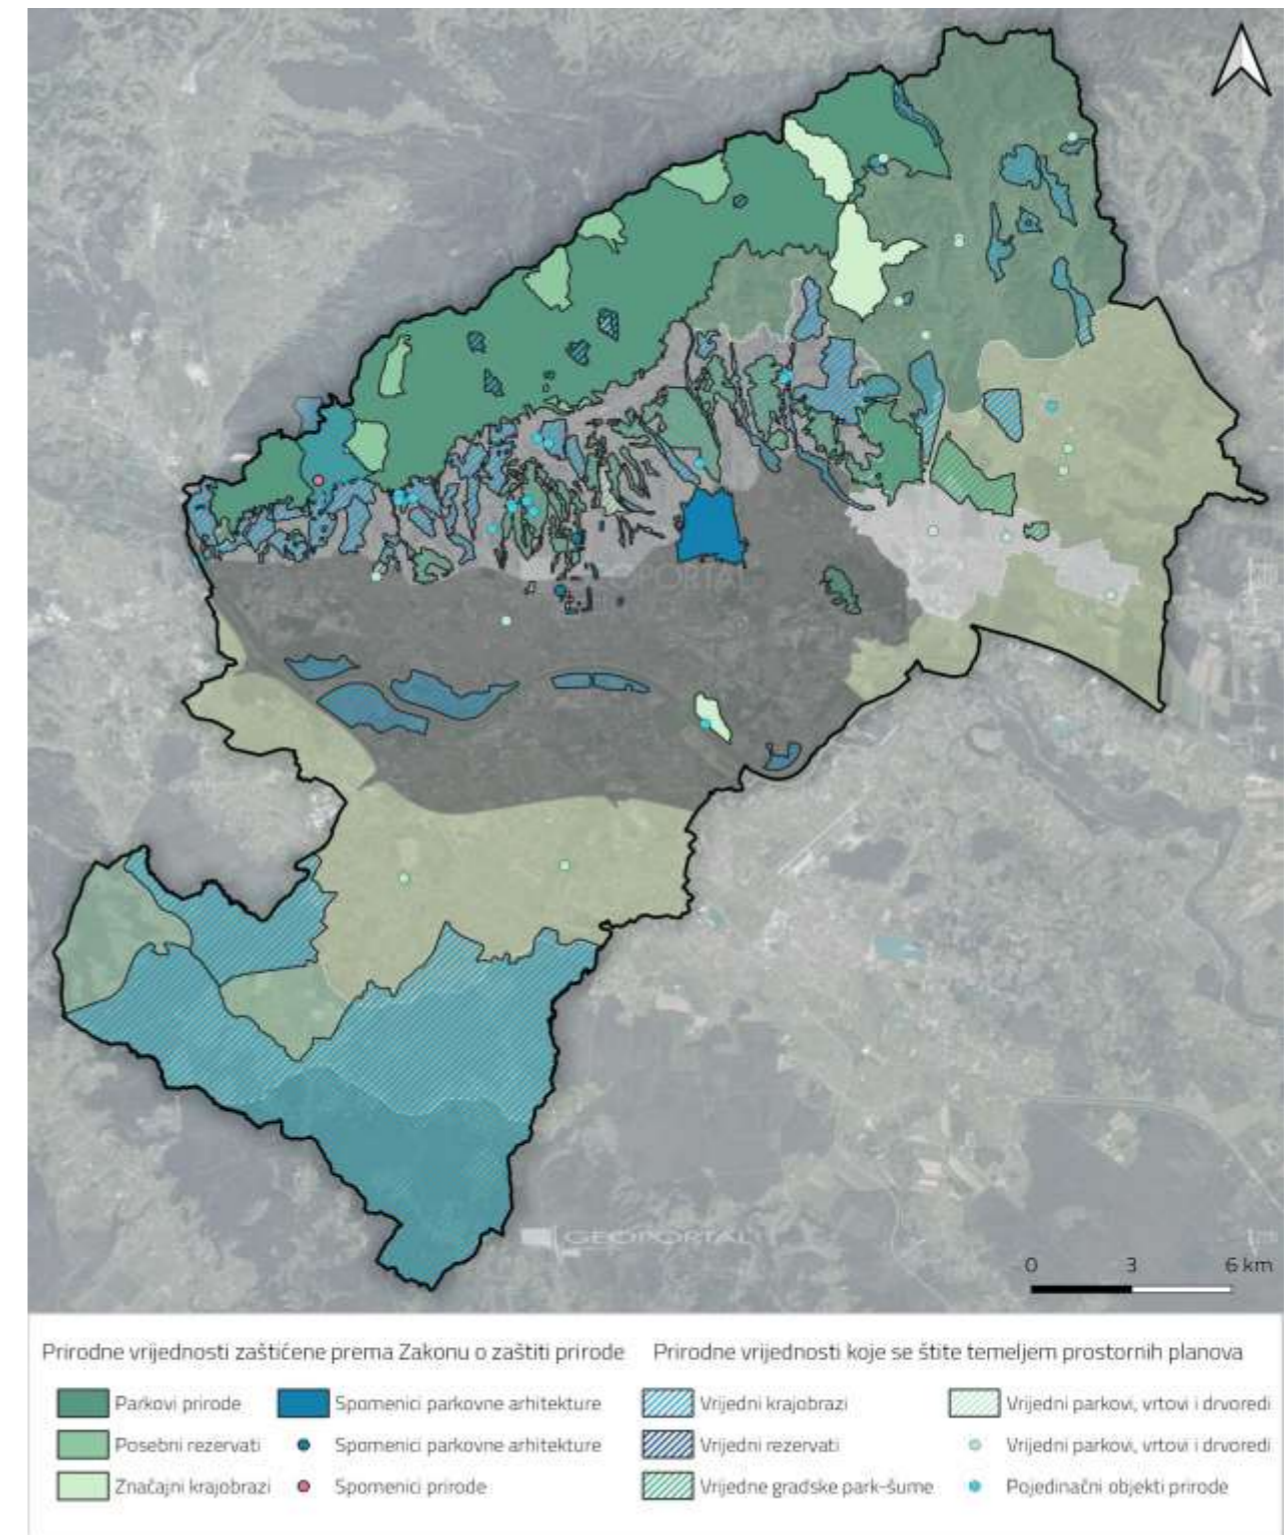 PORTAL
GEOPORTAL
0 3 6 km
Prirodne vrijednosti zaštićene prema Zakonu o zaštiti prirode
Parkovi prirode
Posebni rezervati
Značajni krajobrazi
Spomenici parkovne arhitekture
Spomenici parkovne arhitekture
Spomenici prirode
Prirodne vrijednosti koje se štite temeljem prostornih planova
Vrijedni krajobrazi
Vrijedni rezervati
Vrijedne gradske park-šume
Vrijedni parkovi, vrtovi i drvoredi
Vrijedni parkovi, vrtovi i drvoredi
Pojedinačni objekti prirode